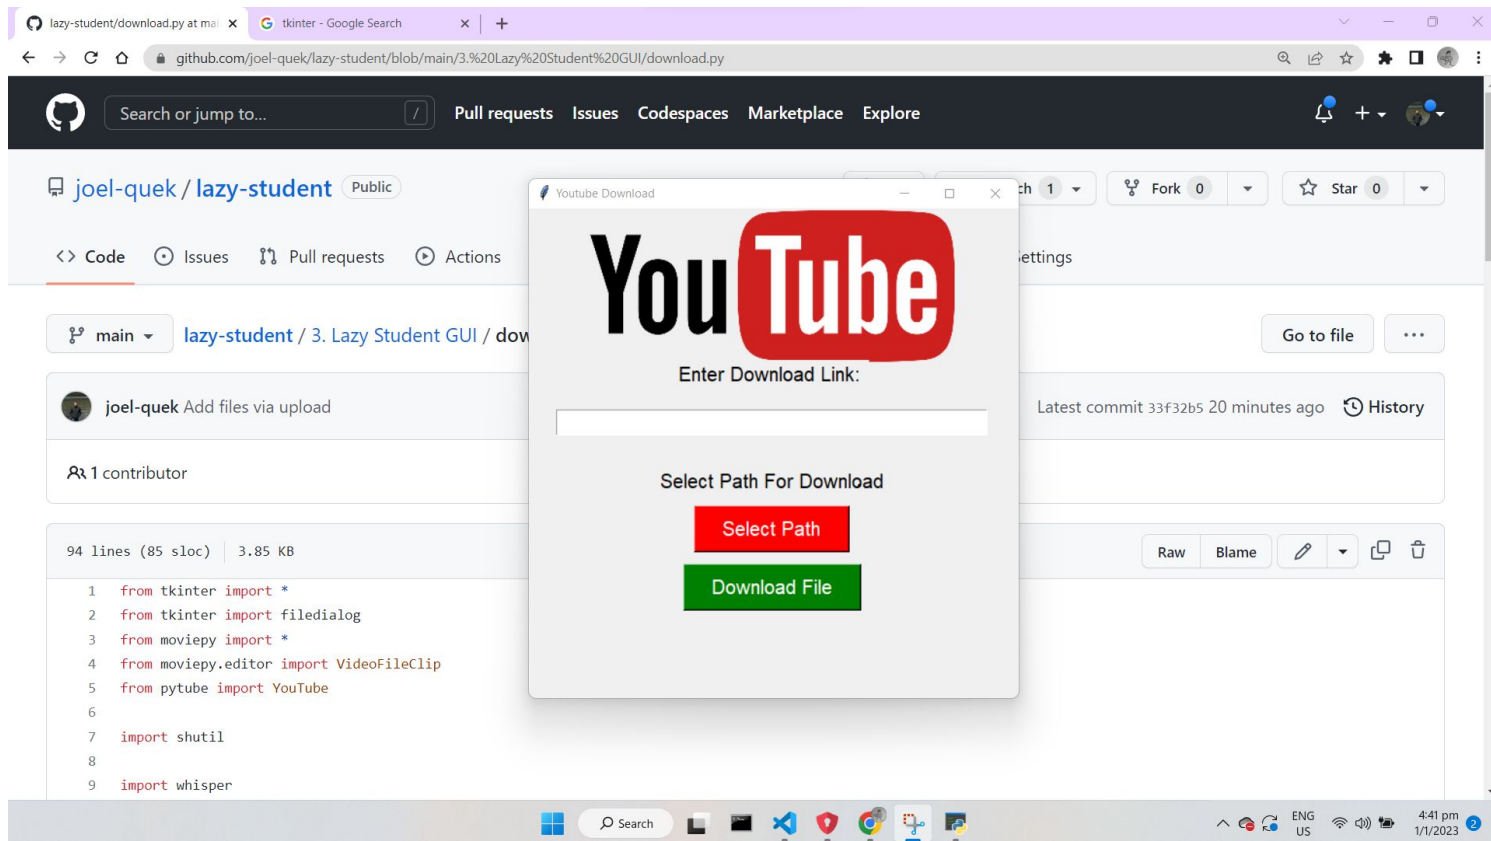 lazy-student/download.py at mai
tkinter - Google Search
github.com/joel-quek/lazy-student/blob/main/3.%20Lazy%20Student%20GUI/download.py
Search or jump to... /
Pull requests Issues Codespaces Marketplace Explore
joel-quek / lazy-student Public
ch 1
Fork 0
Star 0
<> Code Issues Pull requests Actions
ettings
main
lazy-student / 3. Lazy Student GUI / dow
Go to file
...
joel-quek Add files via upload
Latest commit 33f32b5 20 minutes ago History
1 contributor
94 lines (85 sloc) 3.85 KB
Raw Blame
1 from tkinter import *
2 from tkinter import filedialog
3 from moviepy import *
4 from moviepy.editor import VideoFileClip
5 from pytube import YouTube
6
7 import shutil
8
9 import whisper
Youtube Download
YouTube
Enter Download Link:
Select Path For Download
Select Path
Download File
Search
ENG
US
4:41 pm
1/1/2023
2